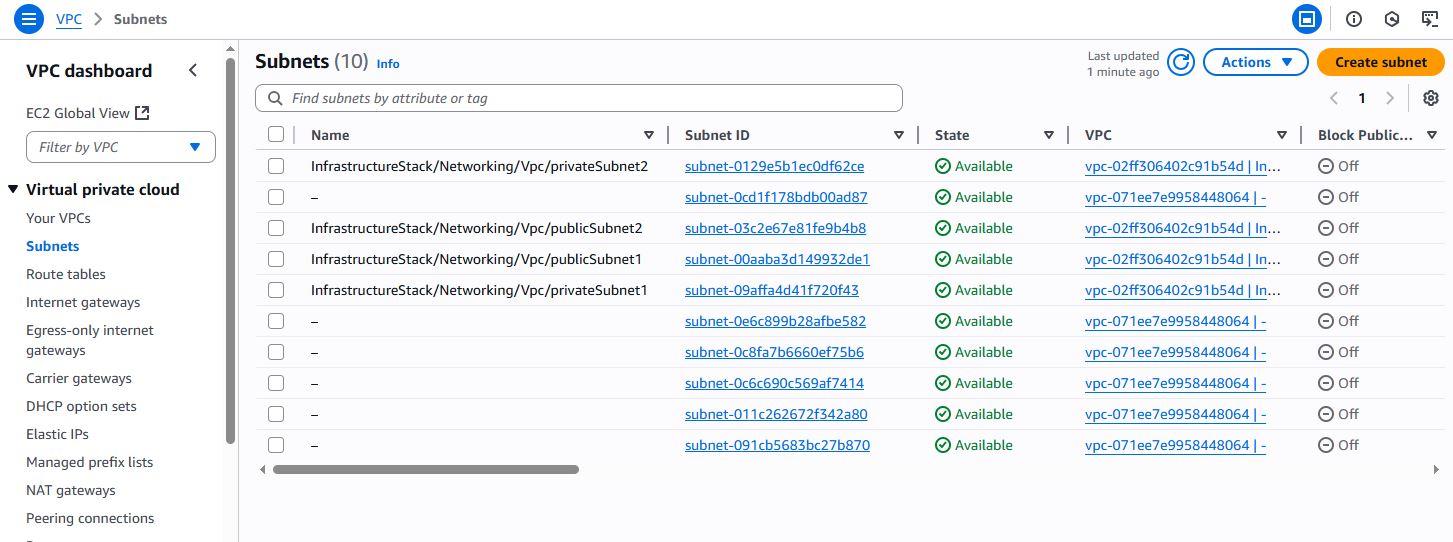 VPC > Subnets
VPC dashboard
EC2 Global View
Filter by VPC
Virtual private cloud
Your VPCs
Subnets
Route tables
Internet gateways
Egress-only internet
gateways
Carrier gateways
DHCP option sets
Elastic IPs
Managed prefix lists
NAT gateways
Peering connections
Subnets (10) Info
Last updated
1 minute ago
Actions
Create subnet
Find subnets by attribute or tag
1
Name Subnet ID State VPC Block Public...
InfrastructureStack/Networking/Vpc/privateSubnet2 subnet-0129e5b1ec0df62ce Available vpc-02ff306402c91b54d | In... Off
– subnet-0cd1f178bdb00ad87 Available vpc-071ee7e9958448064 | - Off
InfrastructureStack/Networking/Vpc/publicSubnet2 subnet-03c2e67e81fe9b4b8 Available vpc-02ff306402c91b54d | In... Off
InfrastructureStack/Networking/Vpc/publicSubnet1 subnet-00aaba3d149932de1 Available vpc-02ff306402c91b54d | In... Off
InfrastructureStack/Networking/Vpc/privateSubnet1 subnet-09affa4d41f720f43 Available vpc-02ff306402c91b54d | In... Off
– subnet-0e6c899b28afbe582 Available vpc-071ee7e9958448064 | - Off
– subnet-0c8fa7b6660ef75b6 Available vpc-071ee7e9958448064 | - Off
– subnet-0c6c690c569af7414 Available vpc-071ee7e9958448064 | - Off
– subnet-011c262672f342a80 Available vpc-071ee7e9958448064 | - Off
– subnet-091cb5683bc27b870 Available vpc-071ee7e9958448064 | - Off